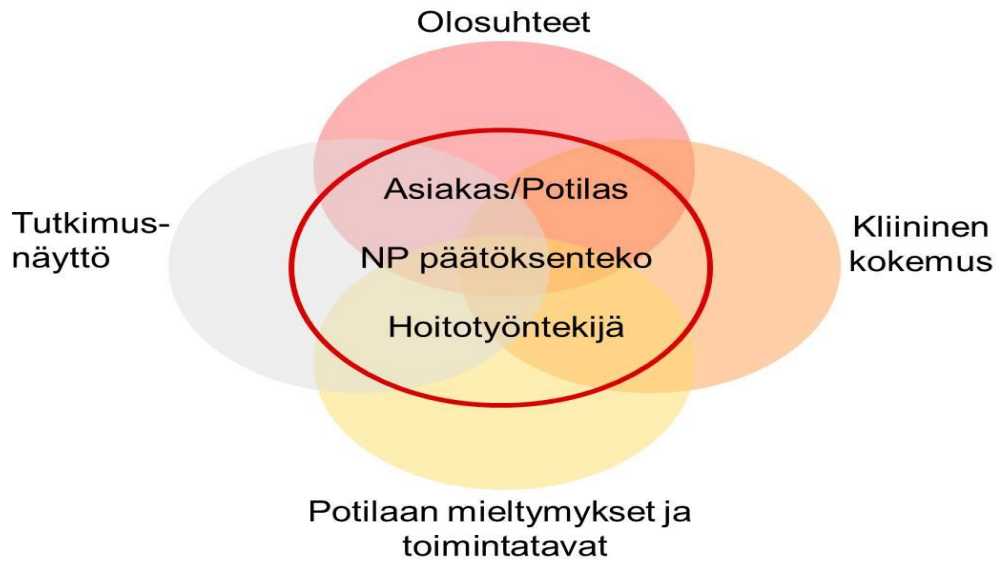 Olosuhteet
Asiakas/Potilas
Tutkimus-
näyttö
NP päätöksenteko
Kliininen
kokemus
Hoitotyöntekijä
Potilaan mieltymykset ja
toimintatavat